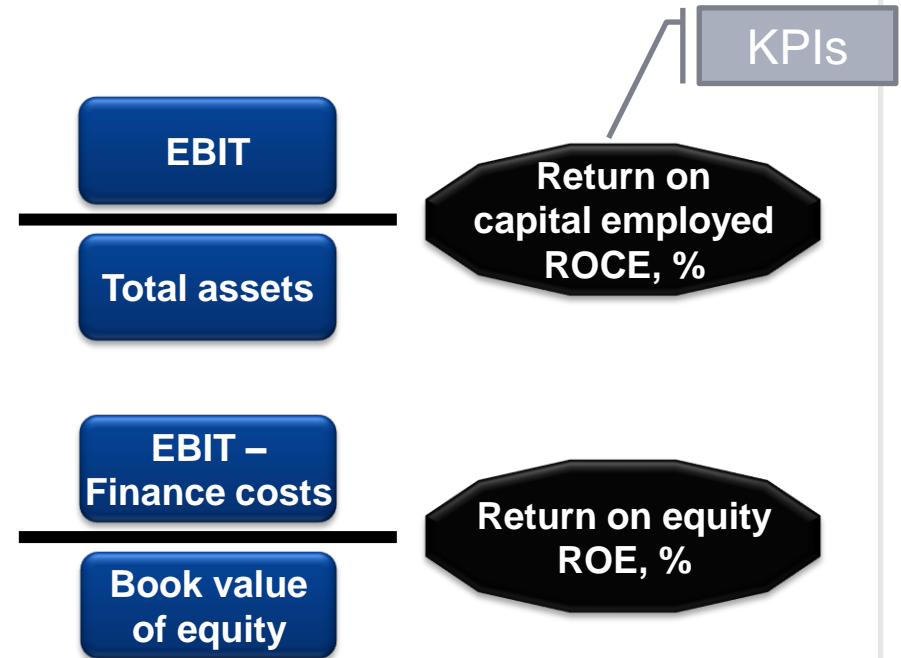 KPIs
EBIT
Total assets
Return on
capital employed
ROCE, %
EBIT –
Finance costs
Book value
of equity
Return on equity
ROE, %